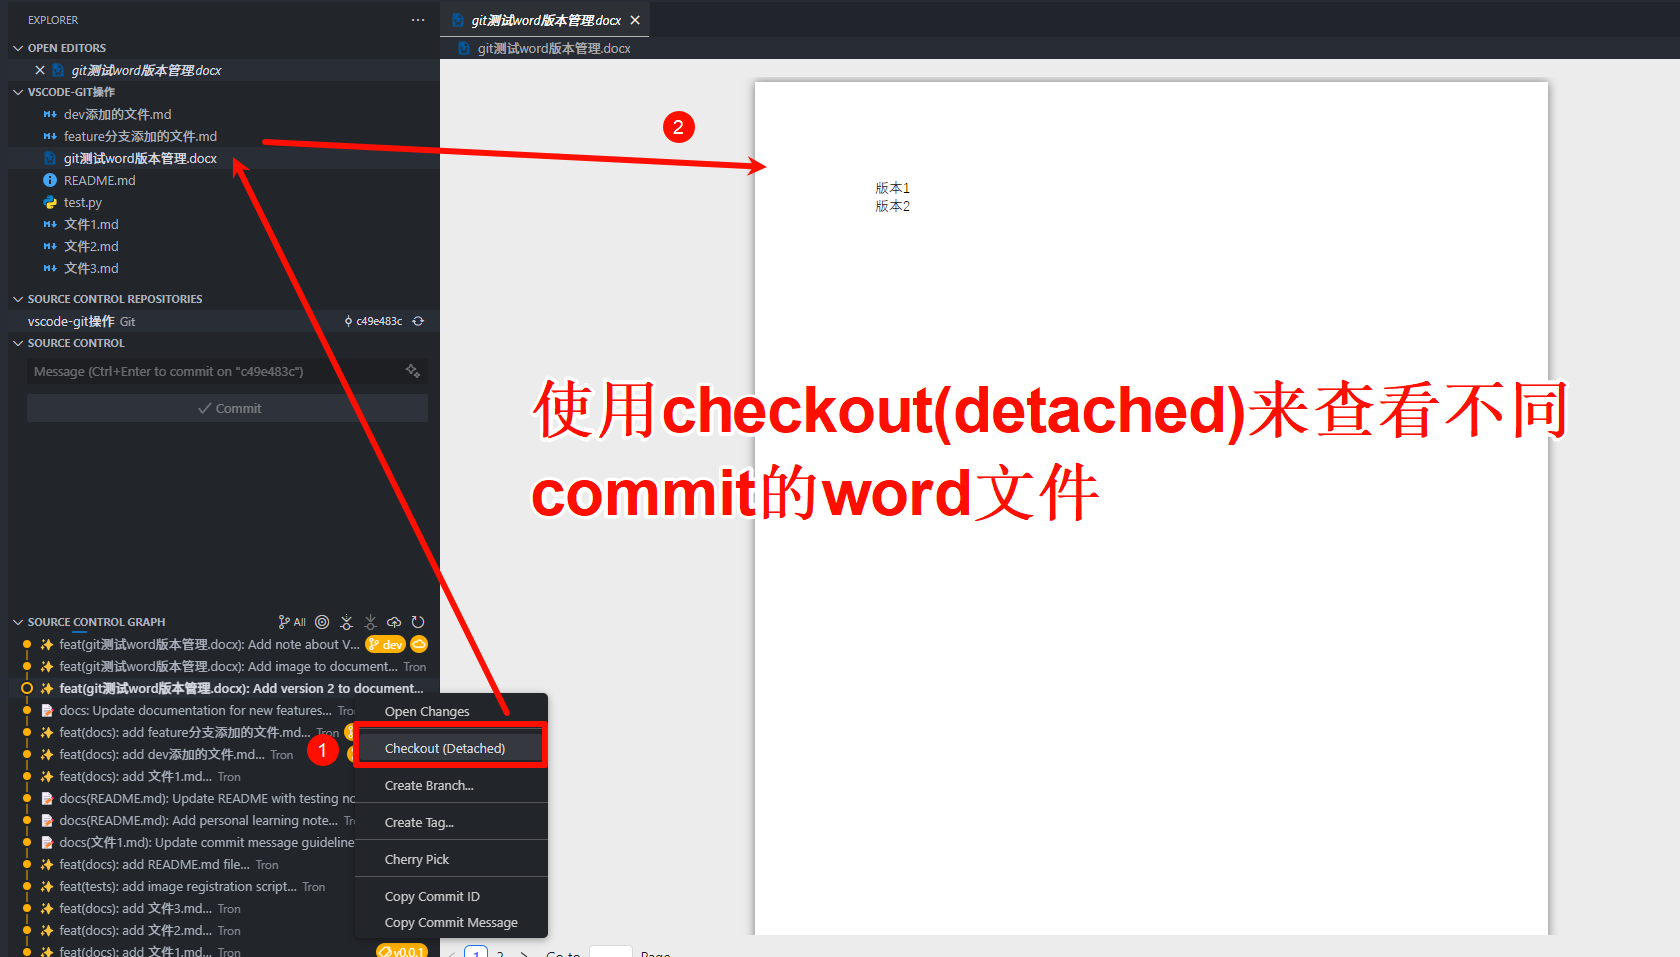 EXPLORER
git测试word版本管理.docx
OPEN EDITORS
git测试word版本管理.docx
git测试word版本管理.docx
VSCODE-GIT操作
dev添加的文件.md
feature分支添加的文件.md
git测试word版本管理.docx
README.md
test.py
文件1.md
文件2.md
文件3.md
2
版本1
版本2
SOURCE CONTROL REPOSITORIES
vscode-git操作 Git c49e483c
SOURCE CONTROL
Message (Ctrl+Enter to commit on "c49e483c")
Commit
使用checkout(detached)来查看不同
commit的word文件
SOURCE CONTROL GRAPH All
feat(git测试word版本管理.docx): Add note about V... dev
feat(git测试word版本管理.docx): Add image to document... Tron
feat(git测试word版本管理.docx): Add version 2 to document...
docs: Update documentation for new features... Tro
feat(docs): add feature分支添加的文件.md... Tron
feat(docs): add dev添加的文件.md... Tron
feat(docs): add 文件1.md... Tron
docs(README.md): Update README with testing no
docs(README.md): Add personal learning note... Tr
docs(文件1.md): Update commit message guideline
feat(docs): add README.md file... Tron
feat(tests): add image registration script... Tron
feat(docs): add 文件3.md... Tron
feat(docs): add 文件2.md... Tron
feat(docs): add 文件1.md... Tron v0.0.1
1
Open Changes
Checkout (Detached)
Create Branch...
Create Tag...
Cherry Pick
Copy Commit ID
Copy Commit Message
1 2 Go to Page